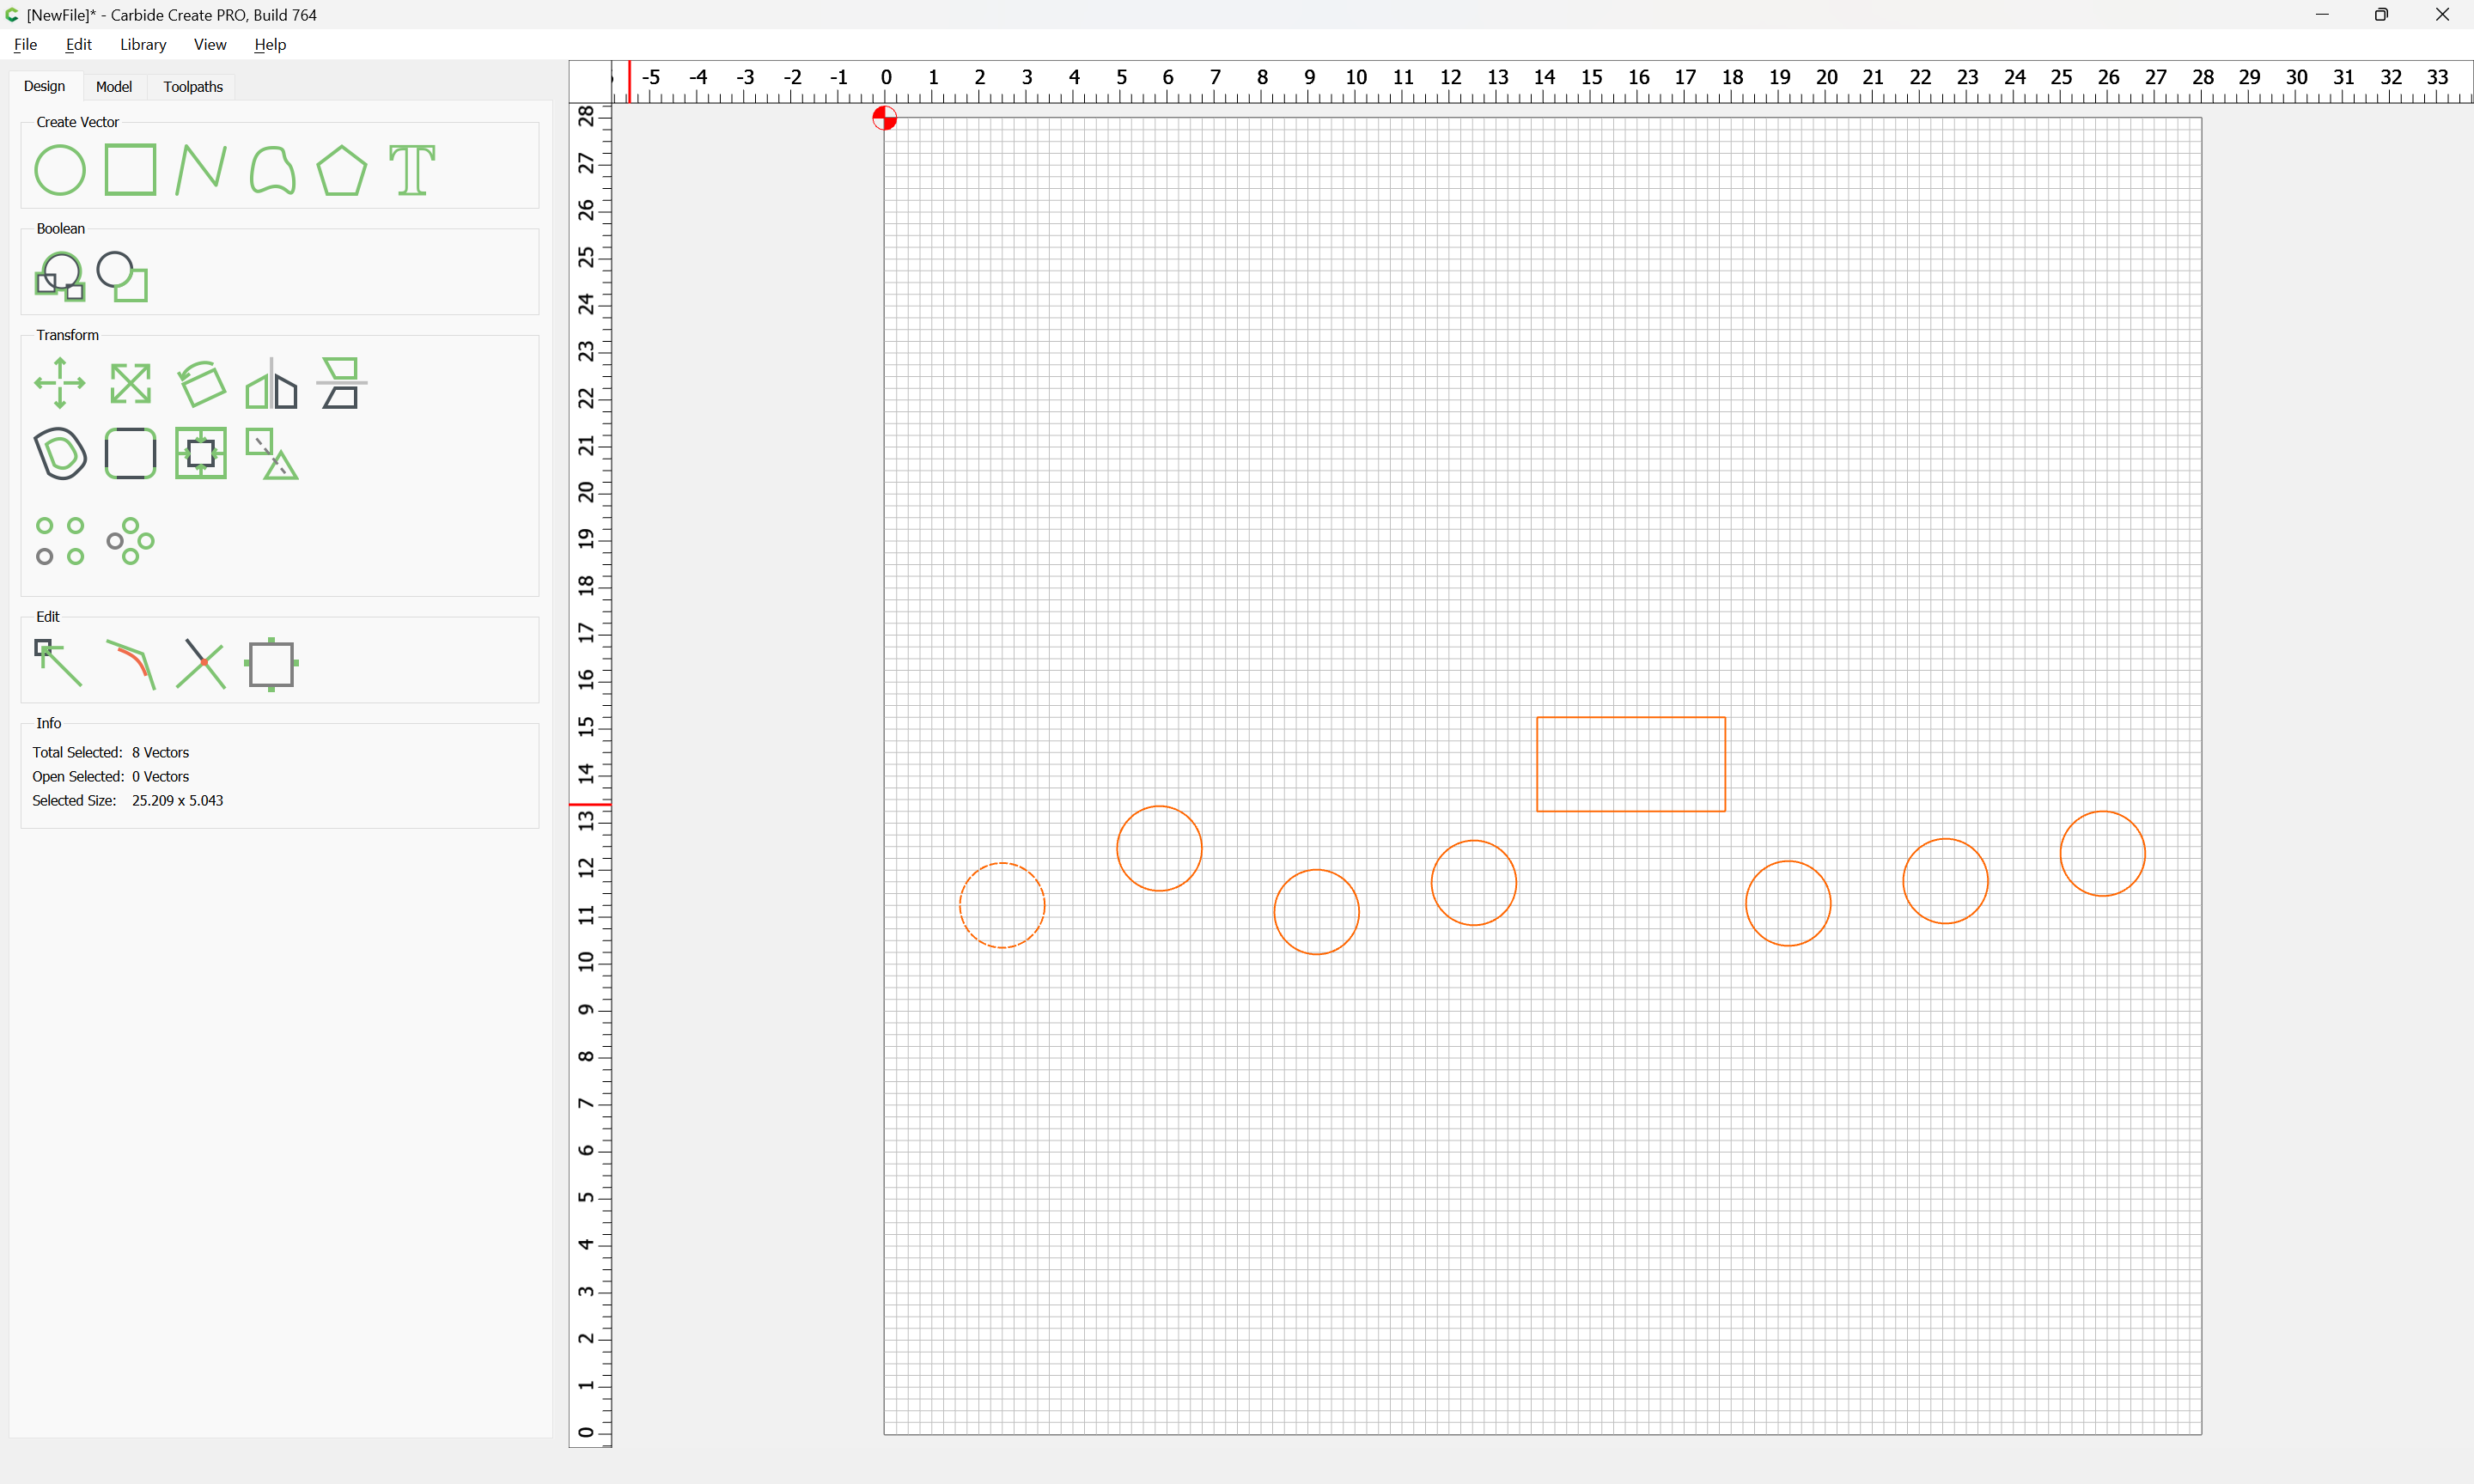 [NewFile]* - Carbide Create PRO, Build 764
File Edit Library View Help
Design Model Toolpaths
Create Vector
T
Boolean
Transform
Edit
Info
Total Selected: 8 Vectors
Open Selected: 0 Vectors
Selected Size: 25.209 x 5.043
-5 -4 -3 -2 -1 0 1 2 3 4 5 6 7 8 9 10 11 12 13 14 15 16 17 18 19 20 21 22 23 24 25 26 27 28 29 30 31 32 33
28
27
26
25
24
23
22
21
20
19
18
17
16
15
14
13
12
11
10
9
8
7
6
5
4
3
2
1
0